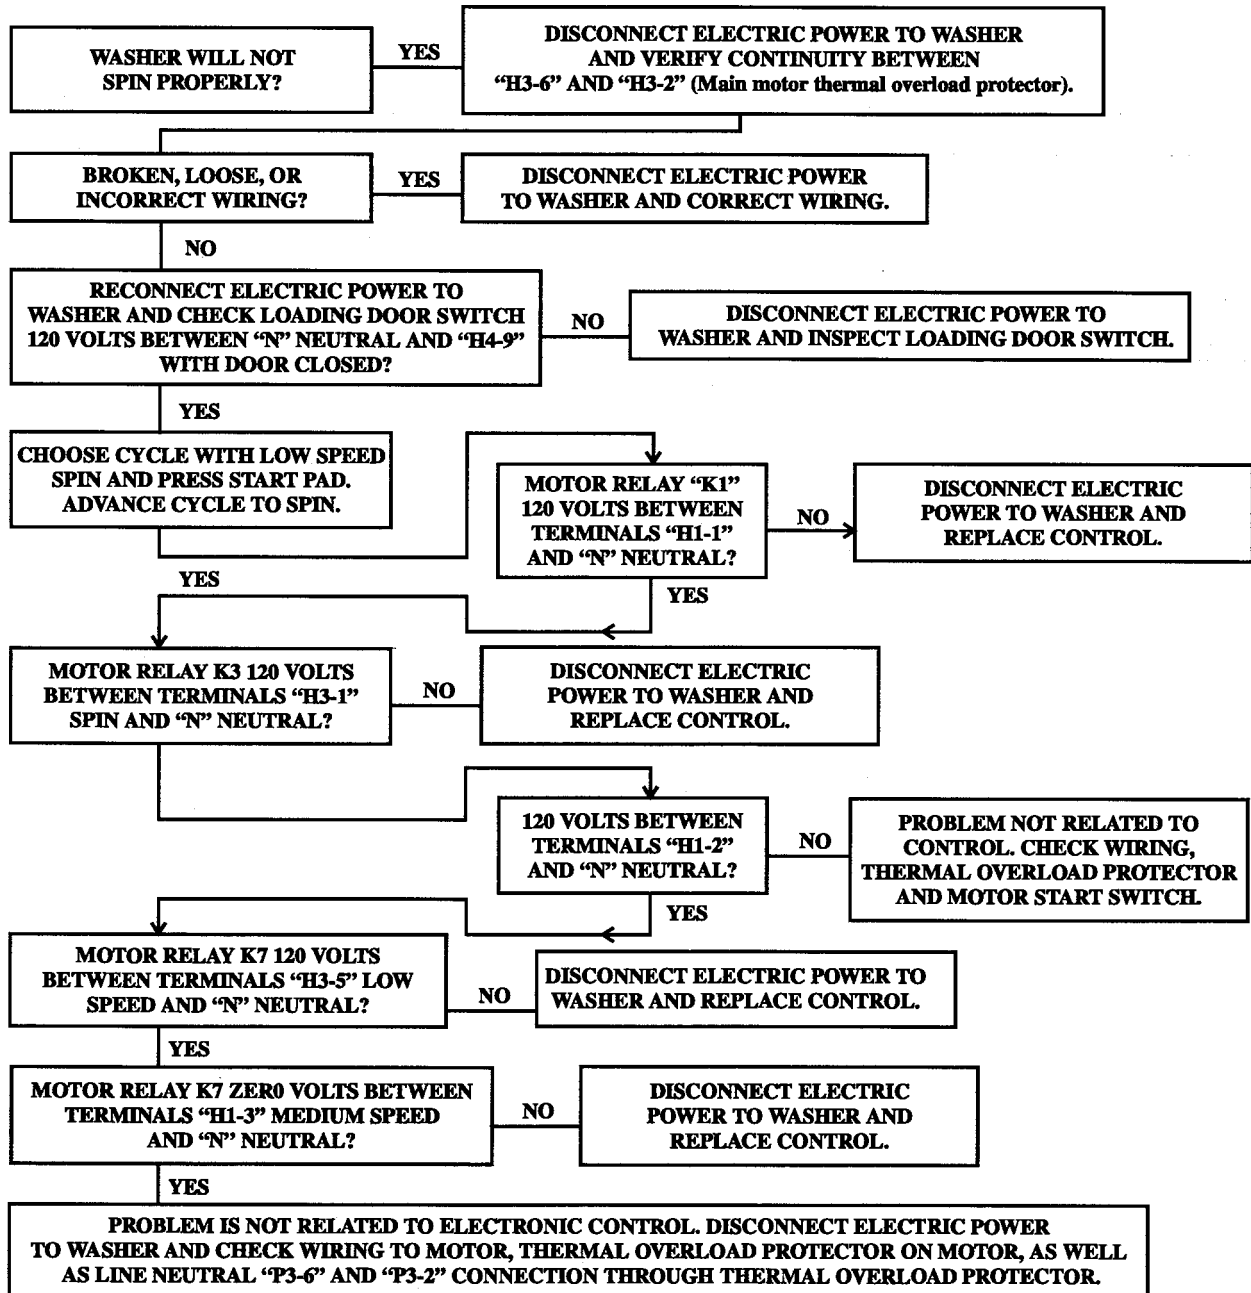 WASHER WILL NOT
SPIN PROPERLY?
YES
DISCONNECT ELECTRIC POWER TO WASHER
AND VERIFY CONTINUITY BETWEEN
“H3-6” AND “H3-2” (Main motor thermal overload protector).
BROKEN, LOOSE, OR
INCORRECT WIRING?
YES
DISCONNECT ELECTRIC POWER
TO WASHER AND CORRECT WIRING.
NO
RECONNECT ELECTRIC POWER TO
WASHER AND CHECK LOADING DOOR SWITCH
120 VOLTS BETWEEN “N” NEUTRAL AND “H4-9”
WITH DOOR CLOSED?
NO
DISCONNECT ELECTRIC POWER TO
WASHER AND INSPECT LOADING DOOR SWITCH.
YES
CHOOSE CYCLE WITH LOW SPEED
SPIN AND PRESS START PAD.
ADVANCE CYCLE TO SPIN.
MOTOR RELAY “K1”
120 VOLTS BETWEEN
TERMINALS “H1-1”
AND “N” NEUTRAL?
NO
DISCONNECT ELECTRIC
POWER TO WASHER AND
REPLACE CONTROL.
YES
YES
MOTOR RELAY K3 120 VOLTS
BETWEEN TERMINALS “H3-1”
SPIN AND “N” NEUTRAL?
NO
DISCONNECT ELECTRIC
POWER TO WASHER AND
REPLACE CONTROL.
120 VOLTS BETWEEN
TERMINALS “H1-2”
AND “N” NEUTRAL?
NO
PROBLEM NOT RELATED TO
CONTROL. CHECK WIRING,
THERMAL OVERLOAD PROTECTOR
AND MOTOR START SWITCH.
YES
MOTOR RELAY K7 120 VOLTS
BETWEEN TERMINALS “H3-5” LOW
SPEED AND “N” NEUTRAL?
NO
DISCONNECT ELECTRIC POWER TO
WASHER AND REPLACE CONTROL.
YES
MOTOR RELAY K7 ZER0 VOLTS BETWEEN
TERMINALS “H1-3” MEDIUM SPEED
AND “N” NEUTRAL?
NO
DISCONNECT ELECTRIC
POWER TO WASHER AND
REPLACE CONTROL.
YES
PROBLEM IS NOT RELATED TO ELECTRONIC CONTROL. DISCONNECT ELECTRIC POWER
TO WASHER AND CHECK WIRING TO MOTOR, THERMAL OVERLOAD PROTECTOR ON MOTOR, AS WELL
AS LINE NEUTRAL “P3-6” AND “P3-2” CONNECTION THROUGH THERMAL OVERLOAD PROTECTOR.